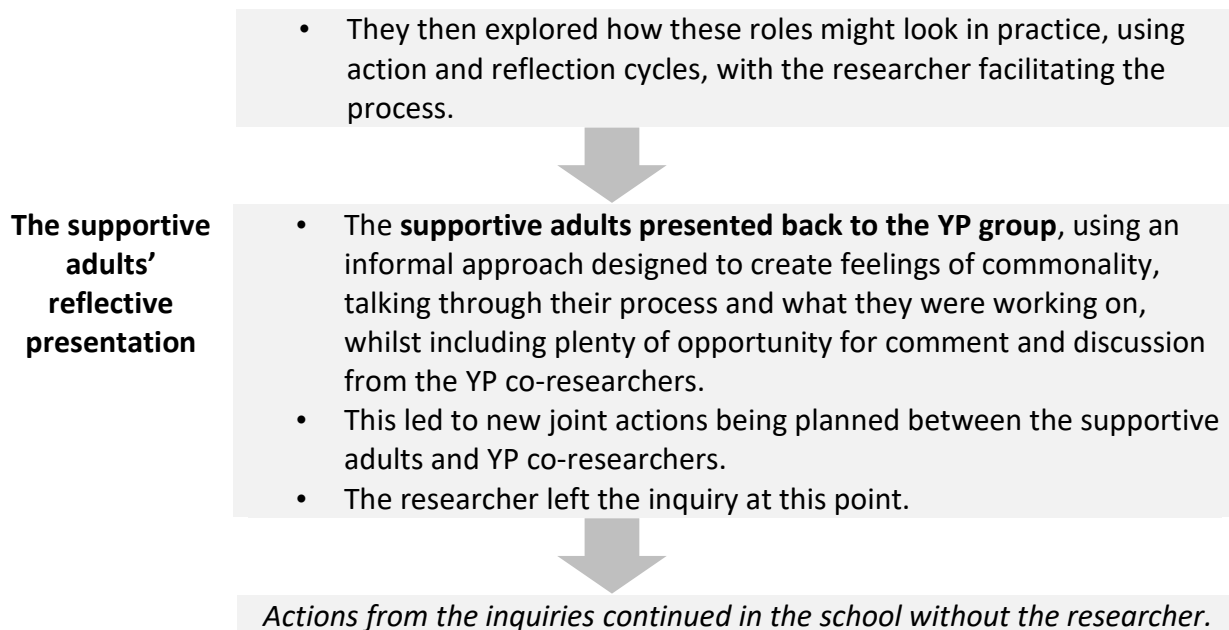 • They then explored how these roles might look in practice, using
action and reflection cycles, with the researcher facilitating the
process.
The supportive
adults’
reflective
presentation
• The supportive adults presented back to the YP group, using an
informal approach designed to create feelings of commonality,
talking through their process and what they were working on,
whilst including plenty of opportunity for comment and discussion
from the YP co-researchers.
• This led to new joint actions being planned between the supportive
adults and YP co-researchers.
• The researcher left the inquiry at this point.
Actions from the inquiries continued in the school without the researcher.